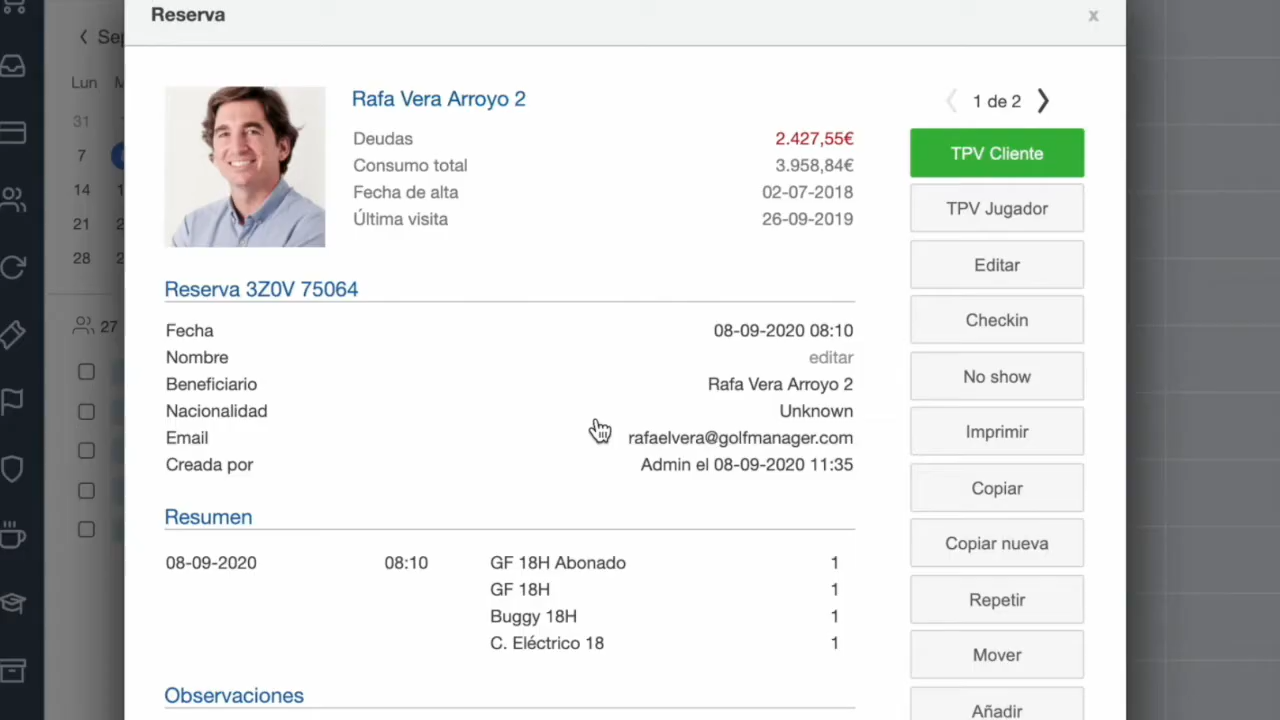 Reserva
x
Sep
Lun
31
7
14
21
28
27
Rafa Vera Arroyo 2
Deudas 2.427,55€
Consumo total 3.958,84€
Fecha de alta 02-07-2018
Última visita 26-09-2019
Reserva 3Z0V 75064
Fecha 08-09-2020 08:10
Nombre editar
Beneficiario Rafa Vera Arroyo 2
Nacionalidad Unknown
Email rafaelvera@golfmanager.com
Creada por Admin el 08-09-2020 11:35
Resumen
08-09-2020 08:10 GF 18H Abonado 1
GF 18H 1
Buggy 18H 1
C. Eléctrico 18 1
Observaciones
1 de 2
TPV Cliente
TPV Jugador
Editar
Checkin
No show
Imprimir
Copiar
Copiar nueva
Repetir
Mover
Añadir